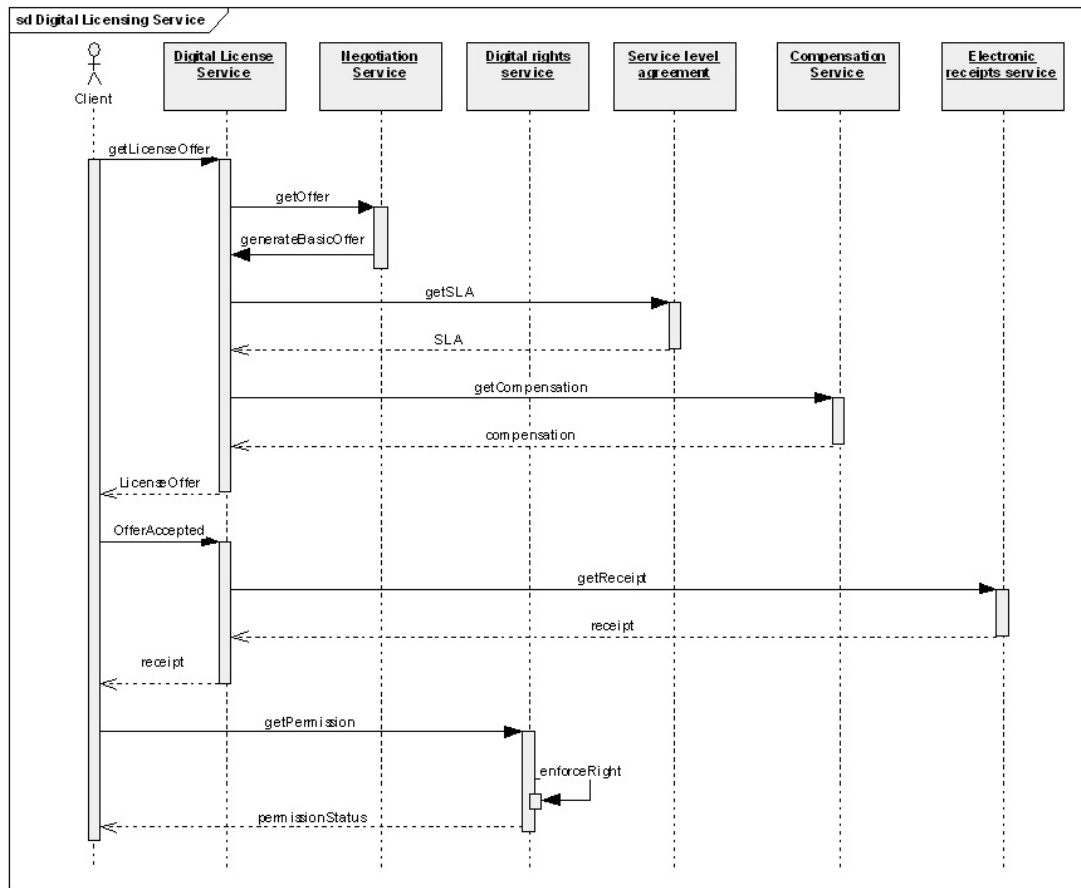 sd Digital Licensing Service
Client
Digital License
Service
Negotiation
Service
Digital rights
service
Service level
agreement
Compensation
Service
Electronic
receipts service
getLicenseOffer
getOffer
generateBasicOffer
getSLA
SLA
getCompensation
compensation
LicenseOffer
OfferAccepted
getReceipt
receipt
receipt
getPermission
enforceRight
permissionStatus